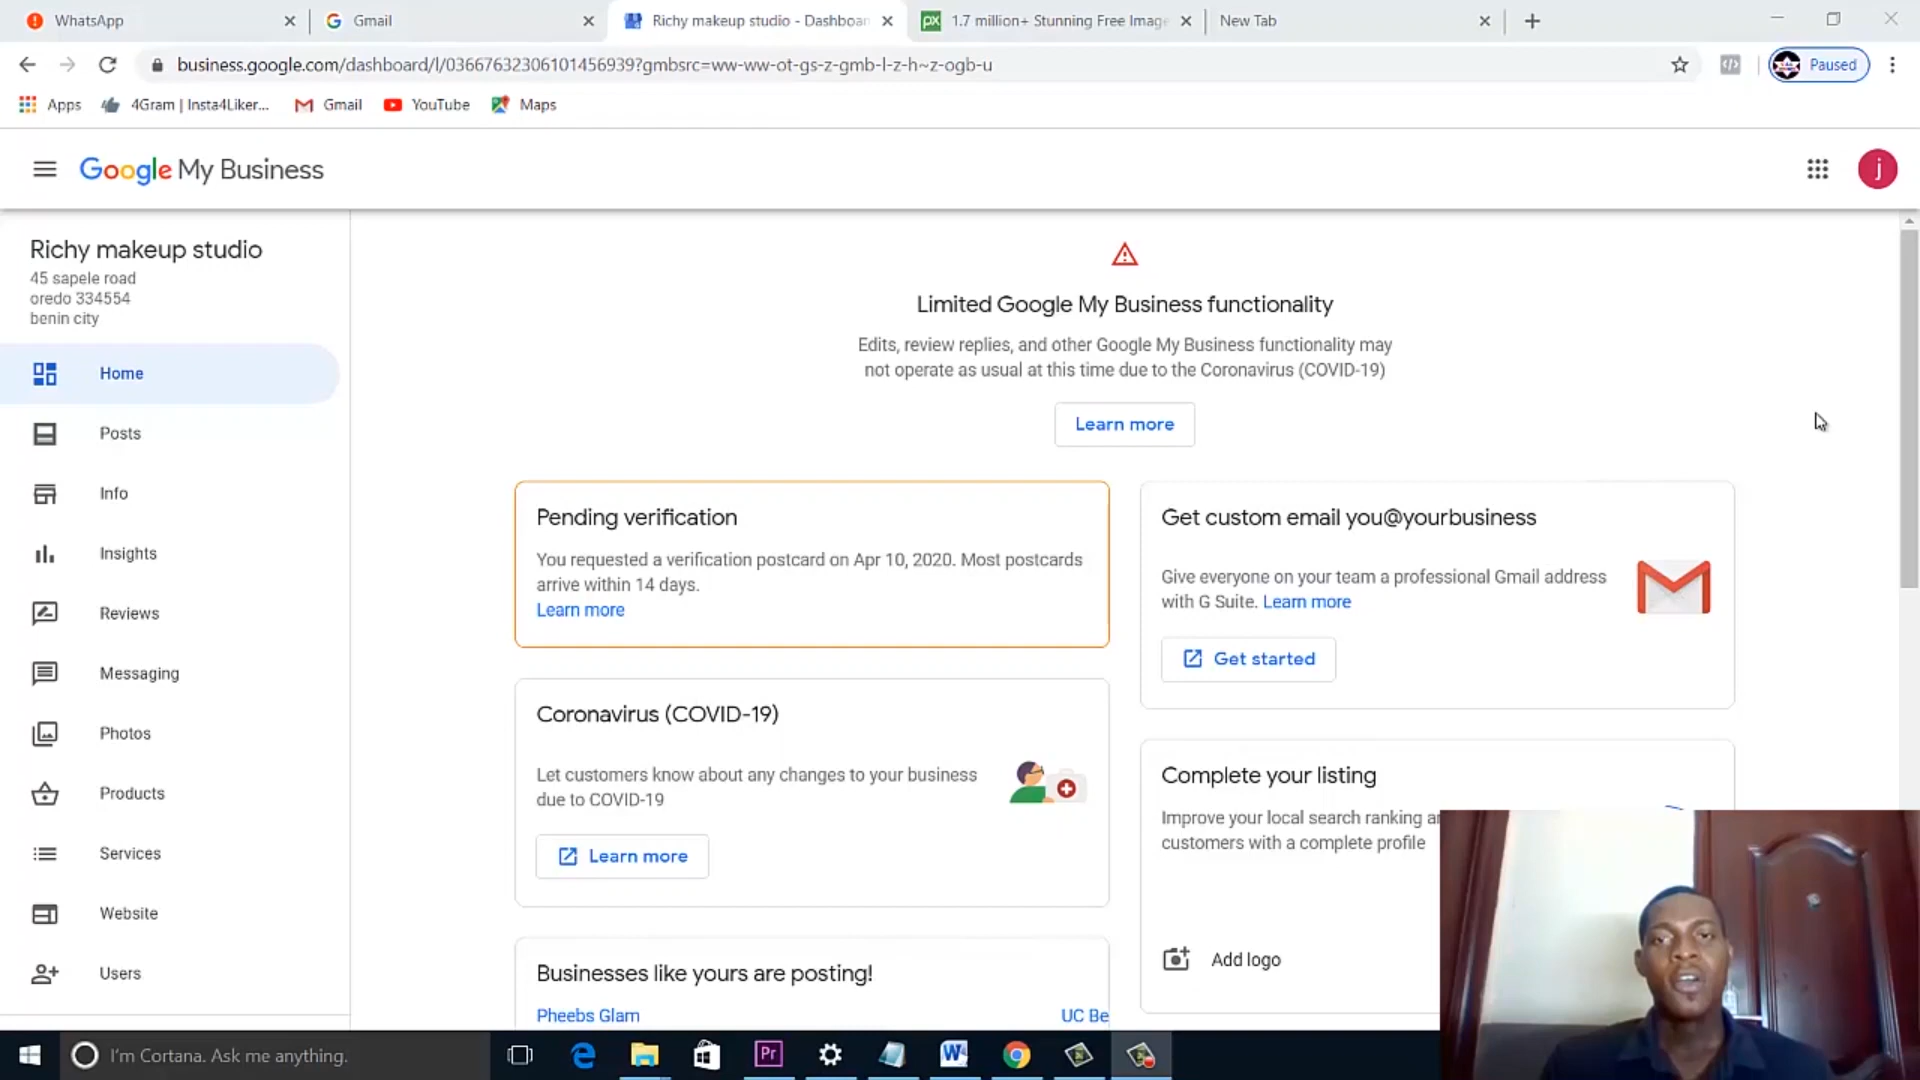 WhatsApp
Gmail
Richy makeup studio - Dashboar
px 1.7 million+ Stunning Free Image
New Tab
business.google.com/dashboard/l/03667632306101456939?gmbsrc=ww-ww-ot-gs-z-gmb-l-z-h~z-ogb-u
Paused
Apps
4Gram | Insta4Liker...
Gmail
YouTube
Maps
Google My Business
j
Richy makeup studio
45 sapele road
oredo 334554
benin city
Home
Posts
Info
Insights
Reviews
Messaging
Photos
Products
Services
Website
Users
Limited Google My Business functionality
Edits, review replies, and other Google My Business functionality may
not operate as usual at this time due to the Coronavirus (COVID-19)
Learn more
Pending verification
You requested a verification postcard on Apr 10, 2020. Most postcards
arrive within 14 days.
Learn more
Coronavirus (COVID-19)
Let customers know about any changes to your business
due to COVID-19
Learn more
Businesses like yours are posting!
Pheebs Glam
UC Be
Get custom email you@yourbusiness
Give everyone on your team a professional Gmail address
with G Suite. Learn more
Get started
Complete your listing
Improve your local search ranking a
customers with a complete profile
Add logo
I'm Cortana. Ask me anything.
Pr